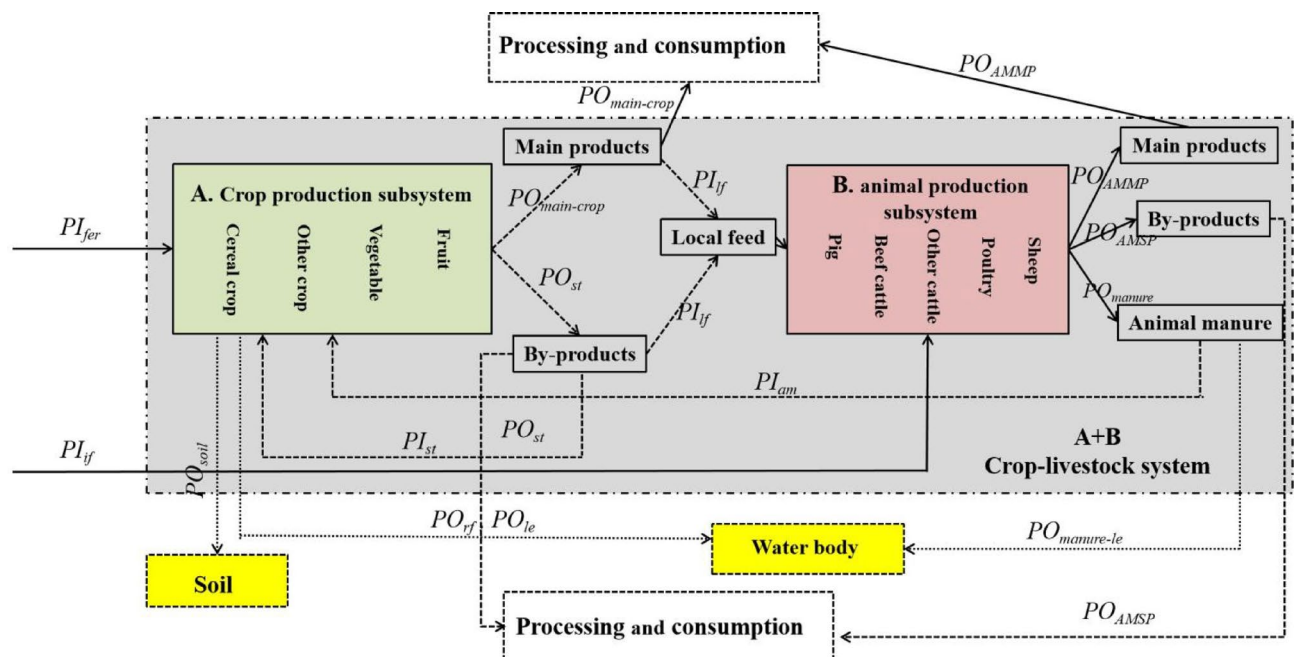 Processing and consumption
PO_AMMP
PO_main-crop
Main products
Main products
A. Crop production subsystem
PI_lf
B. animal production
subsystem
PO_AMMP
PO_main-crop
By-products
PI_fer
Cereal crop
Other crop
Vegetable
Fruit
Local feed
Pig
Beef cattle
Other cattle
Poultry
Sheep
PO_AMSP
PO_st
PI_lf
PO_manure
Animal manure
By-products
PI_am
PO_st
PI_st
A+B
Crop-livestock system
PI_if
PO_soil
PO_rf
PO_le
PO_manure-le
Water body
Soil
Processing and consumption
PO_AMSP